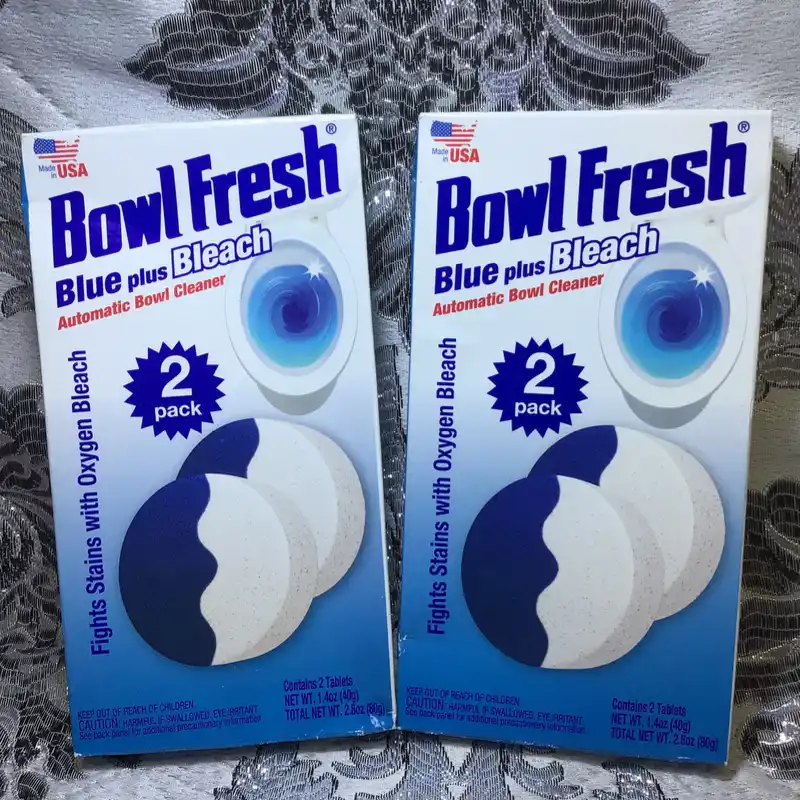 Made in USA
Bowl Fresh®
Blue plus Bleach
Automatic Bowl Cleaner
2 pack
Fights Stains with Oxygen Bleach
KEEP OUT OF REACH OF CHILDREN
CAUTION: HARMFUL IF SWALLOWED, EYE IRRITANT
See back panel for additional precautionary information
Contains 2 Tablets
NET WT. 1.4oz (40g)
TOTAL NET WT. 2.8oz (80g)
Made in USA
Bowl Fresh®
Blue plus Bleach
Automatic Bowl Cleaner
2 pack
Fights Stains with Oxygen Bleach
KEEP OUT OF REACH OF CHILDREN
CAUTION: HARMFUL IF SWALLOWED, EYE IRRITANT
See back panel for additional precautionary information
Contains 2 Tablets
NET WT. 1.4oz (40g)
TOTAL NET WT. 2.8oz (80g)